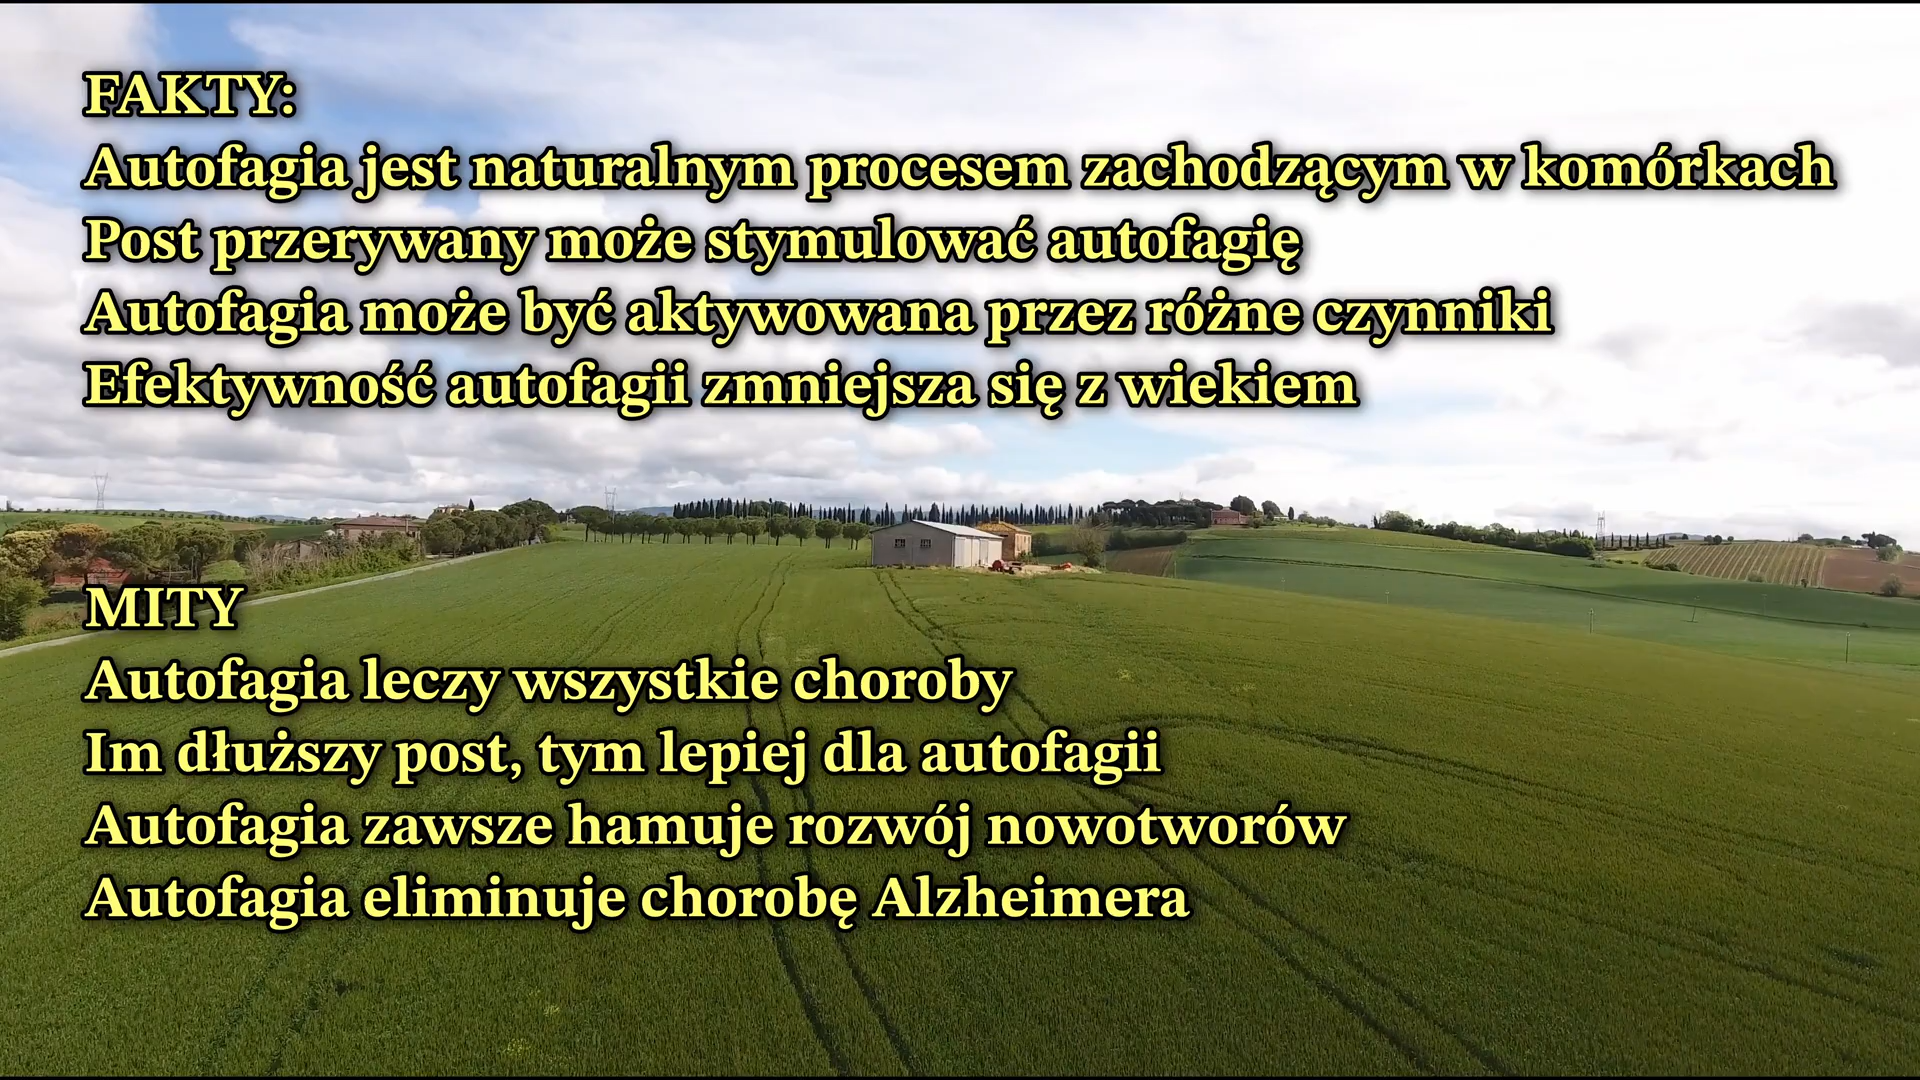 FAKTY:
Autofagia jest naturalnym procesem zachodzącym w komórkach
Post przerywany może stymulować autofagię
Autofagia może być aktywowana przez różne czynniki
Efektywność autofagii zmniejsza się z wiekiem
MITY
Autofagia leczy wszystkie choroby
Im dłuższy post, tym lepiej dla autofagii
Autofagia zawsze hamuje rozwój nowotworów
Autofagia eliminuje chorobę Alzheimera